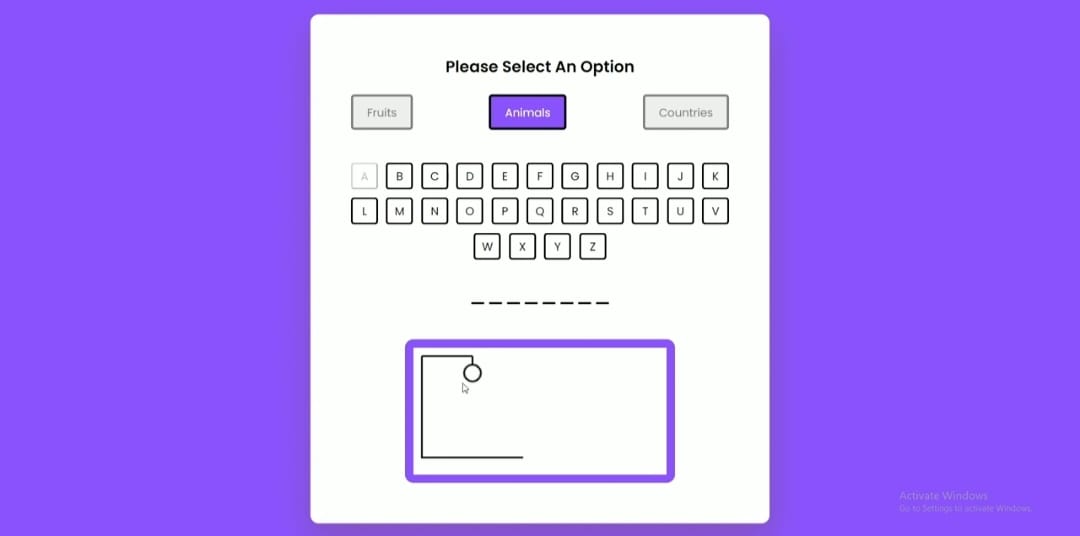 Please Select An Option
Fruits Animals Countries
A B C D E F G H I J K
L M N O P Q R S T U V
W X Y Z
Activate Windows
Go to Settings to activate Windows.